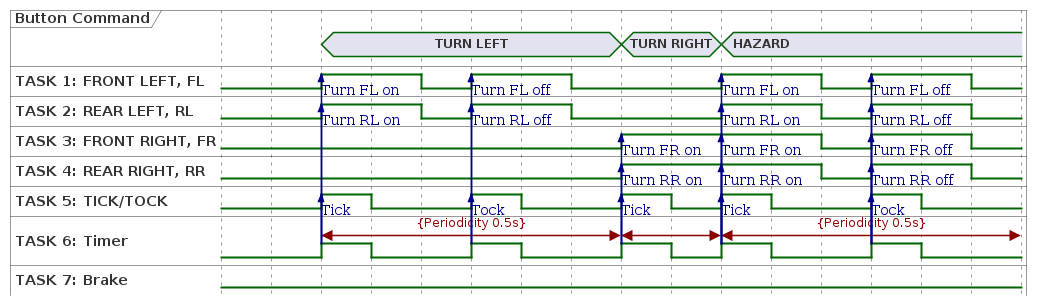 Button Command
TURN LEFT TURN RIGHT HAZARD
TASK 1: FRONT LEFT, FL Turn FL on Turn FL off Turn FL on Turn FL off
TASK 2: REAR LEFT, RL Turn RL on Turn RL off Turn RL on Turn RL off
TASK 3: FRONT RIGHT, FR Turn FR on Turn FR on Turn FR off
TASK 4: REAR RIGHT, RR Turn RR on Turn RR on Turn RR off
TASK 5: TICK/TOCK Tick Tock Tick Tick Tock
{Periodicity 0.5s} {Periodicity 0.5s}
TASK 6: Timer
TASK 7: Brake